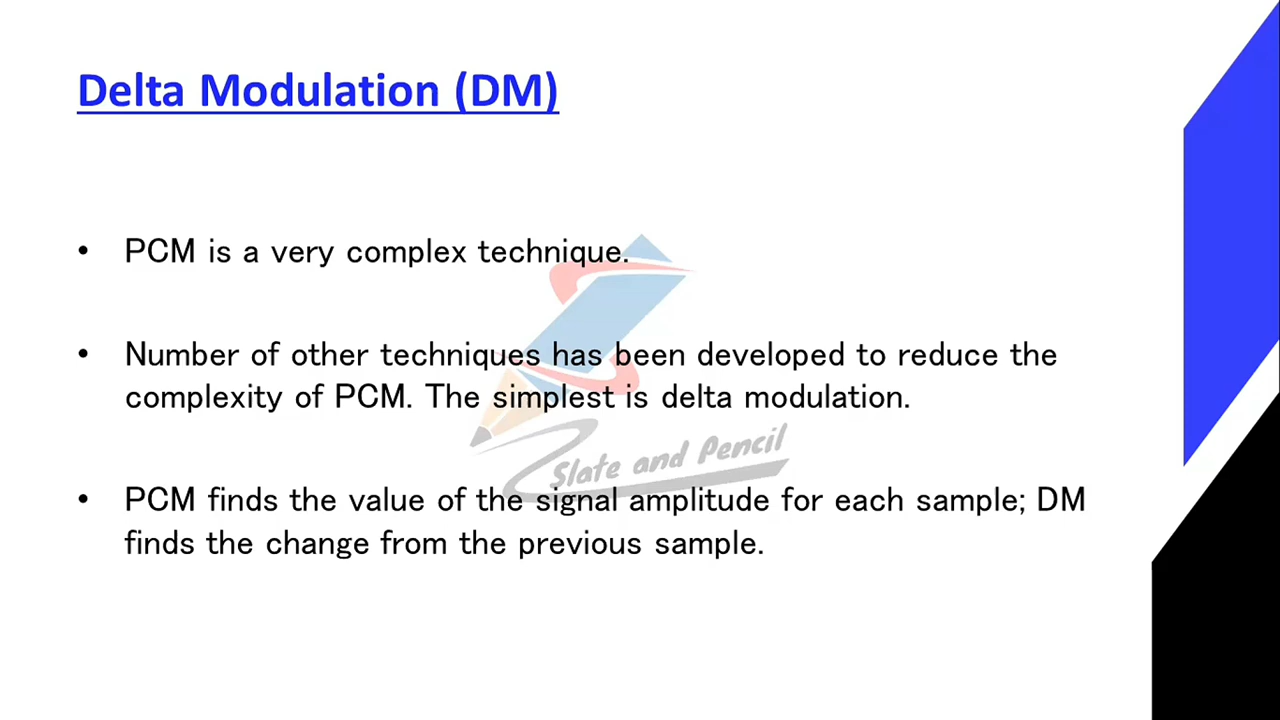 Delta Modulation (DM)
• PCM is a very complex technique.
• Number of other techniques has been developed to reduce the
complexity of PCM. The simplest is delta modulation.
Slate and Pencil
• PCM finds the value of the signal amplitude for each sample; DM
finds the change from the previous sample.